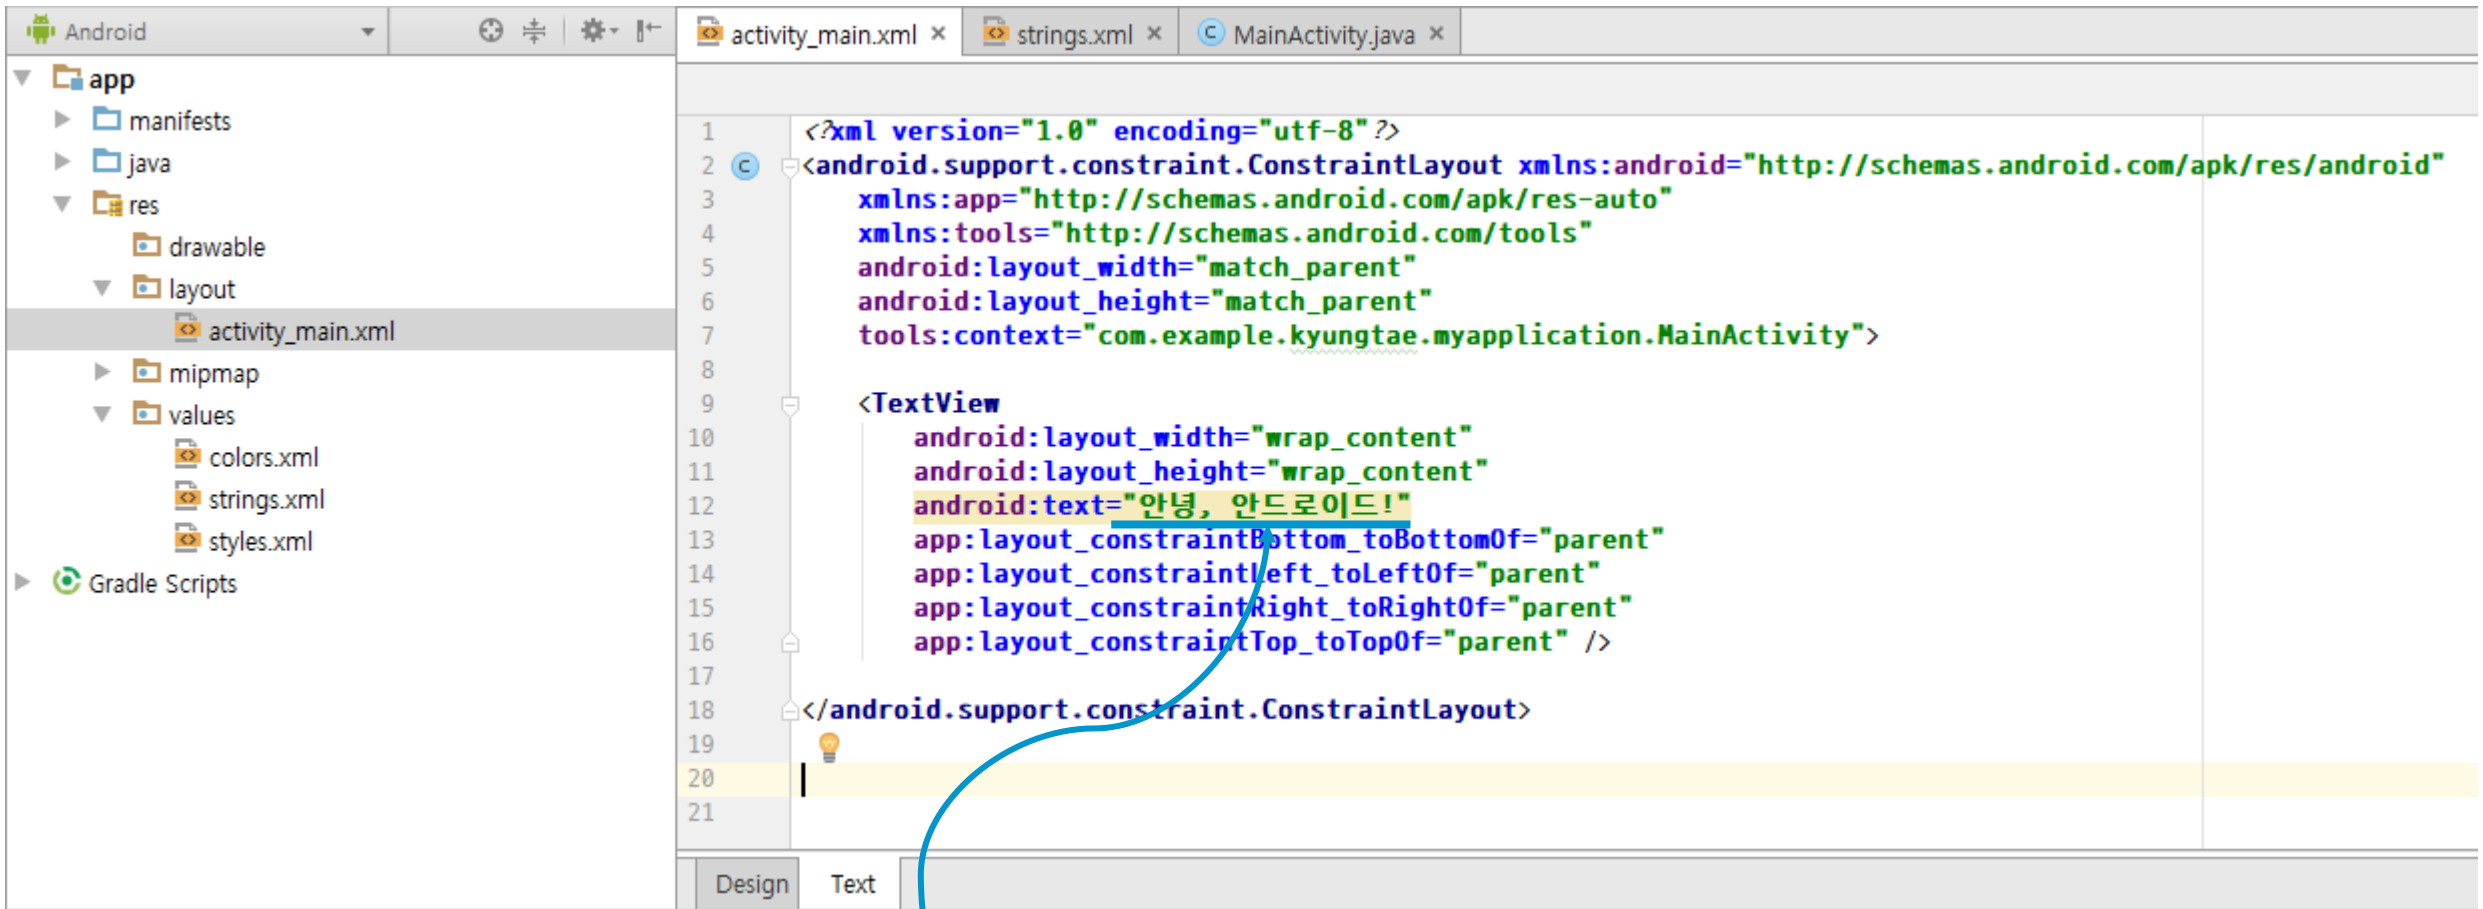 Android
activity_main.xml
strings.xml
MainActivity.java
app
manifests
java
res
drawable
layout
activity_main.xml
mipmap
values
colors.xml
strings.xml
styles.xml
Gradle Scripts
1 <?xml version="1.0" encoding="utf-8"?>
2 <android.support.constraint.ConstraintLayout xmlns:android="http://schemas.android.com/apk/res/android"
3 xmlns:app="http://schemas.android.com/apk/res-auto"
4 xmlns:tools="http://schemas.android.com/tools"
5 android:layout_width="match_parent"
6 android:layout_height="match_parent"
7 tools:context="com.example.kyungtae.myapplication.MainActivity">
8
9 <TextView
10 android:layout_width="wrap_content"
11 android:layout_height="wrap_content"
12 android:text="안녕, 안드로이드!"
13 app:layout_constraintBottom_toBottomOf="parent"
14 app:layout_constraintLeft_toLeftOf="parent"
15 app:layout_constraintRight_toRightOf="parent"
16 app:layout_constraintTop_toTopOf="parent" />
17
18 </android.support.constraint.ConstraintLayout>
19
20
21
Design Text